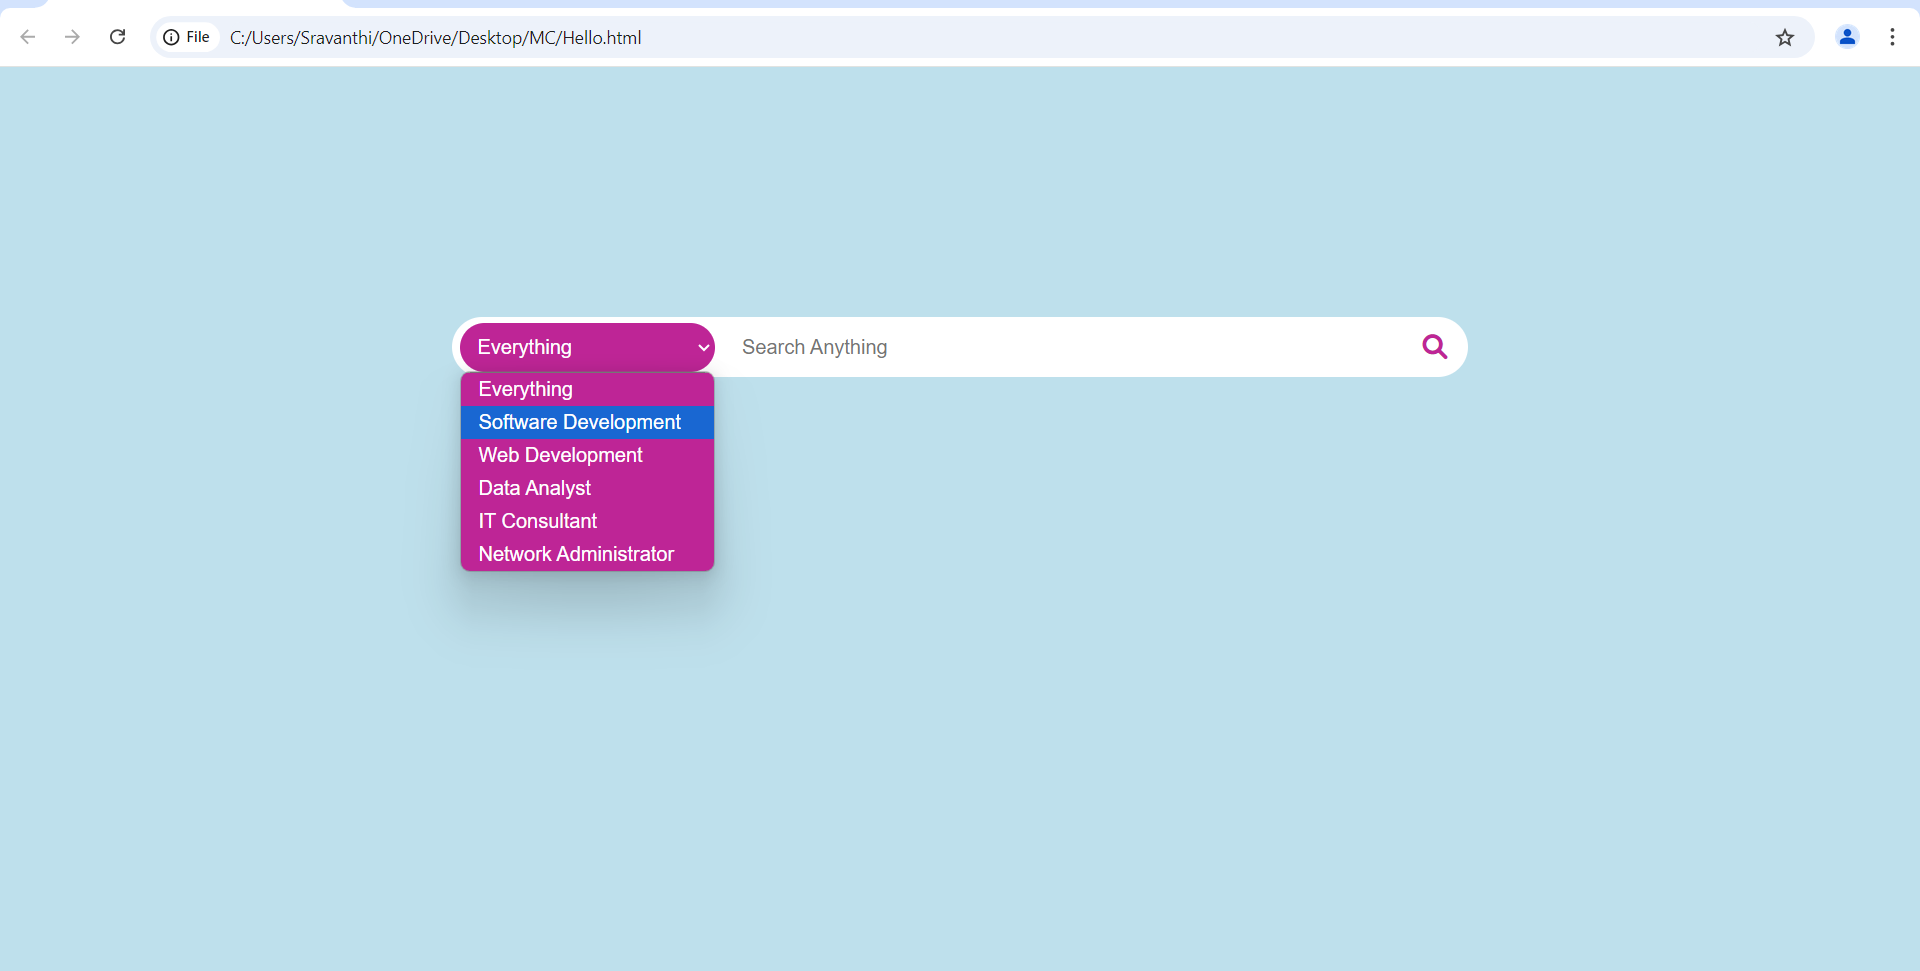 File C:/Users/Sravanthi/OneDrive/Desktop/MC/Hello.html
Everything Search Anything
Everything
Software Development
Web Development
Data Analyst
IT Consultant
Network Administrator